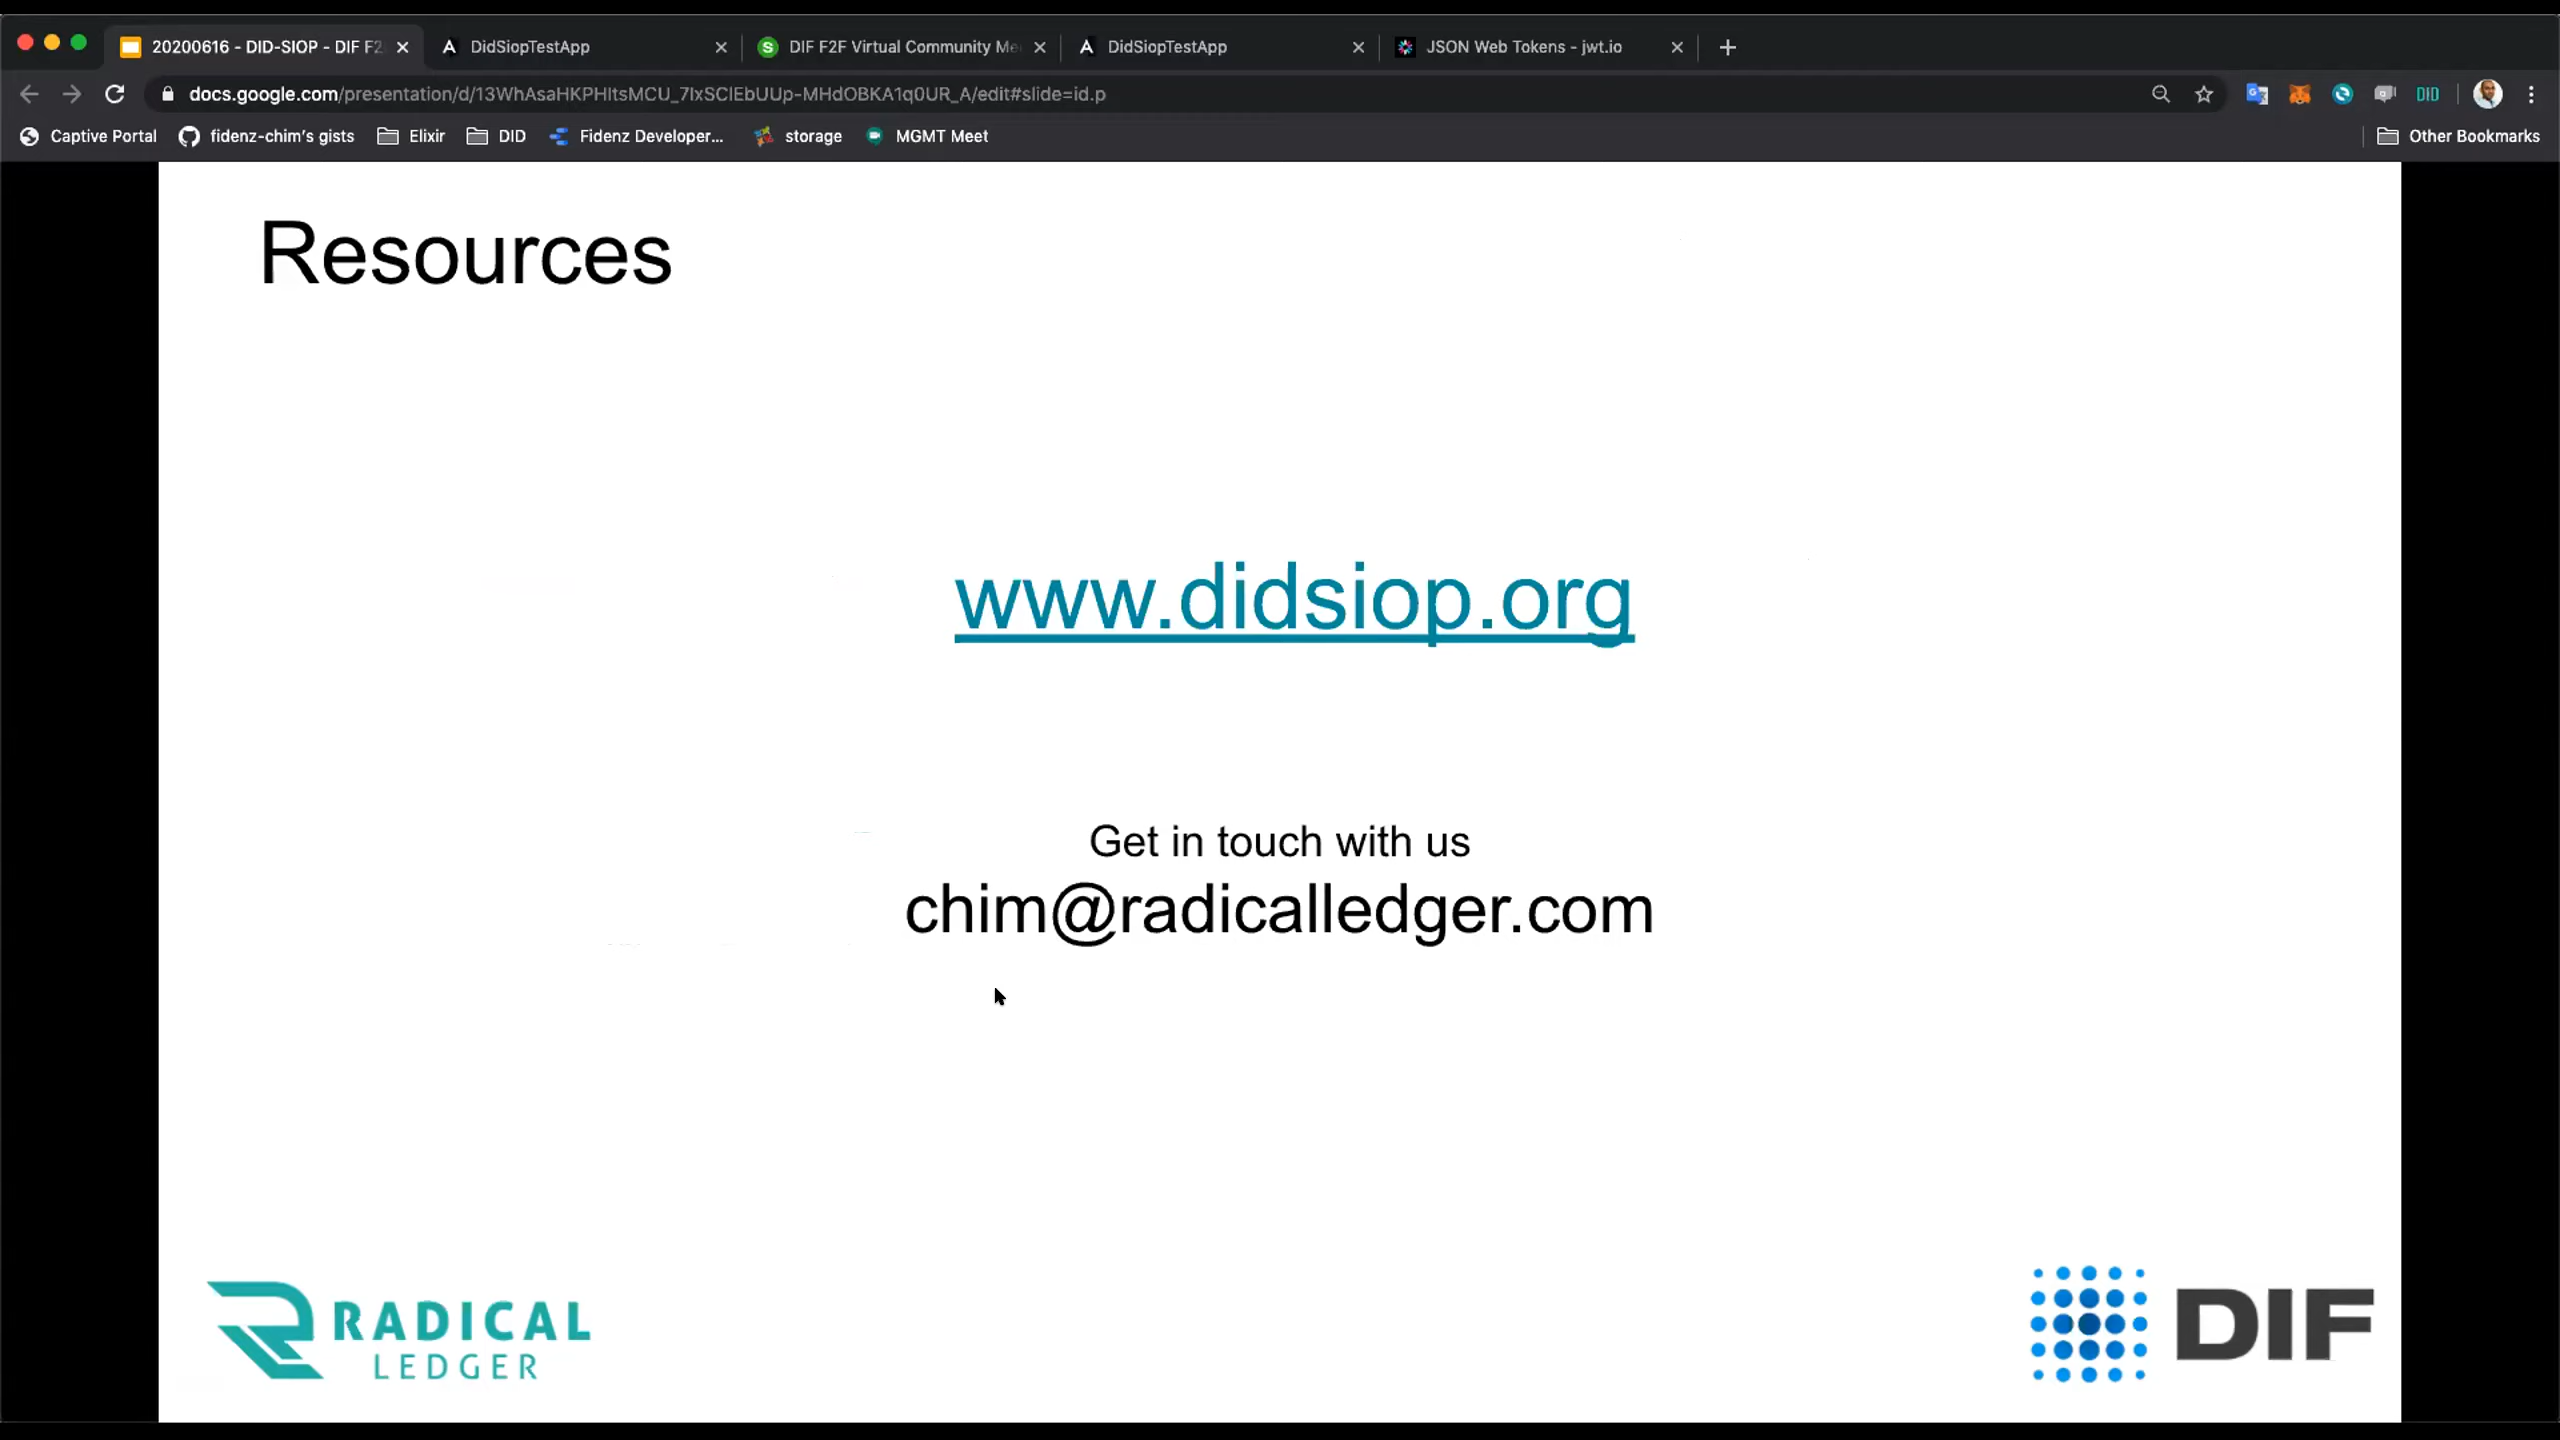 20200616 - DID-SIOP - DIF F2
DidSiopTestApp
DIF F2F Virtual Community Me
DidSiopTestApp
JSON Web Tokens - jwt.io
docs.google.com/presentation/d/13WhAsaHKPHItsMCU_7IxSClEbUUp-MHdOBKA1q0UR_A/edit#slide=id.p
DID
Captive Portal
fidenz-chim's gists
Elixir
DID
Fidenz Developer...
storage
MGMT Meet
Other Bookmarks
Resources
www.didsiop.org
Get in touch with us
chim@radicalledger.com
RADICAL
LEDGER
DIF